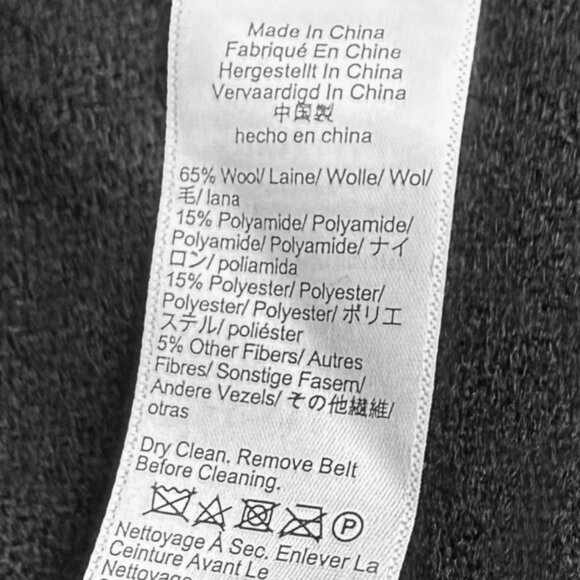 Made In China
Fabriqué En Chine
Hergestellt In China
Vervaardigd In China
中国製
hecho en china
65% Wool/ Laine/ Wolle/ Wol/
毛/ lana
15% Polyamide/ Polyamide/
Polyamide/ Polyamide/ ナイ
ロン/ poliamida
15% Polyester/ Polyester/
Polyester/ Polyester/ ポリエ
ステル/ poliéster
5% Other Fibers/ Autres
Fibres/ Sonstige Fasern/
Andere Vezels/ その他繊維/
otras
Dry Clean. Remove Belt
Before Cleaning.
P
Nettoyage À Sec. Enlever La
Ceinture Avant Le
Nettoyage